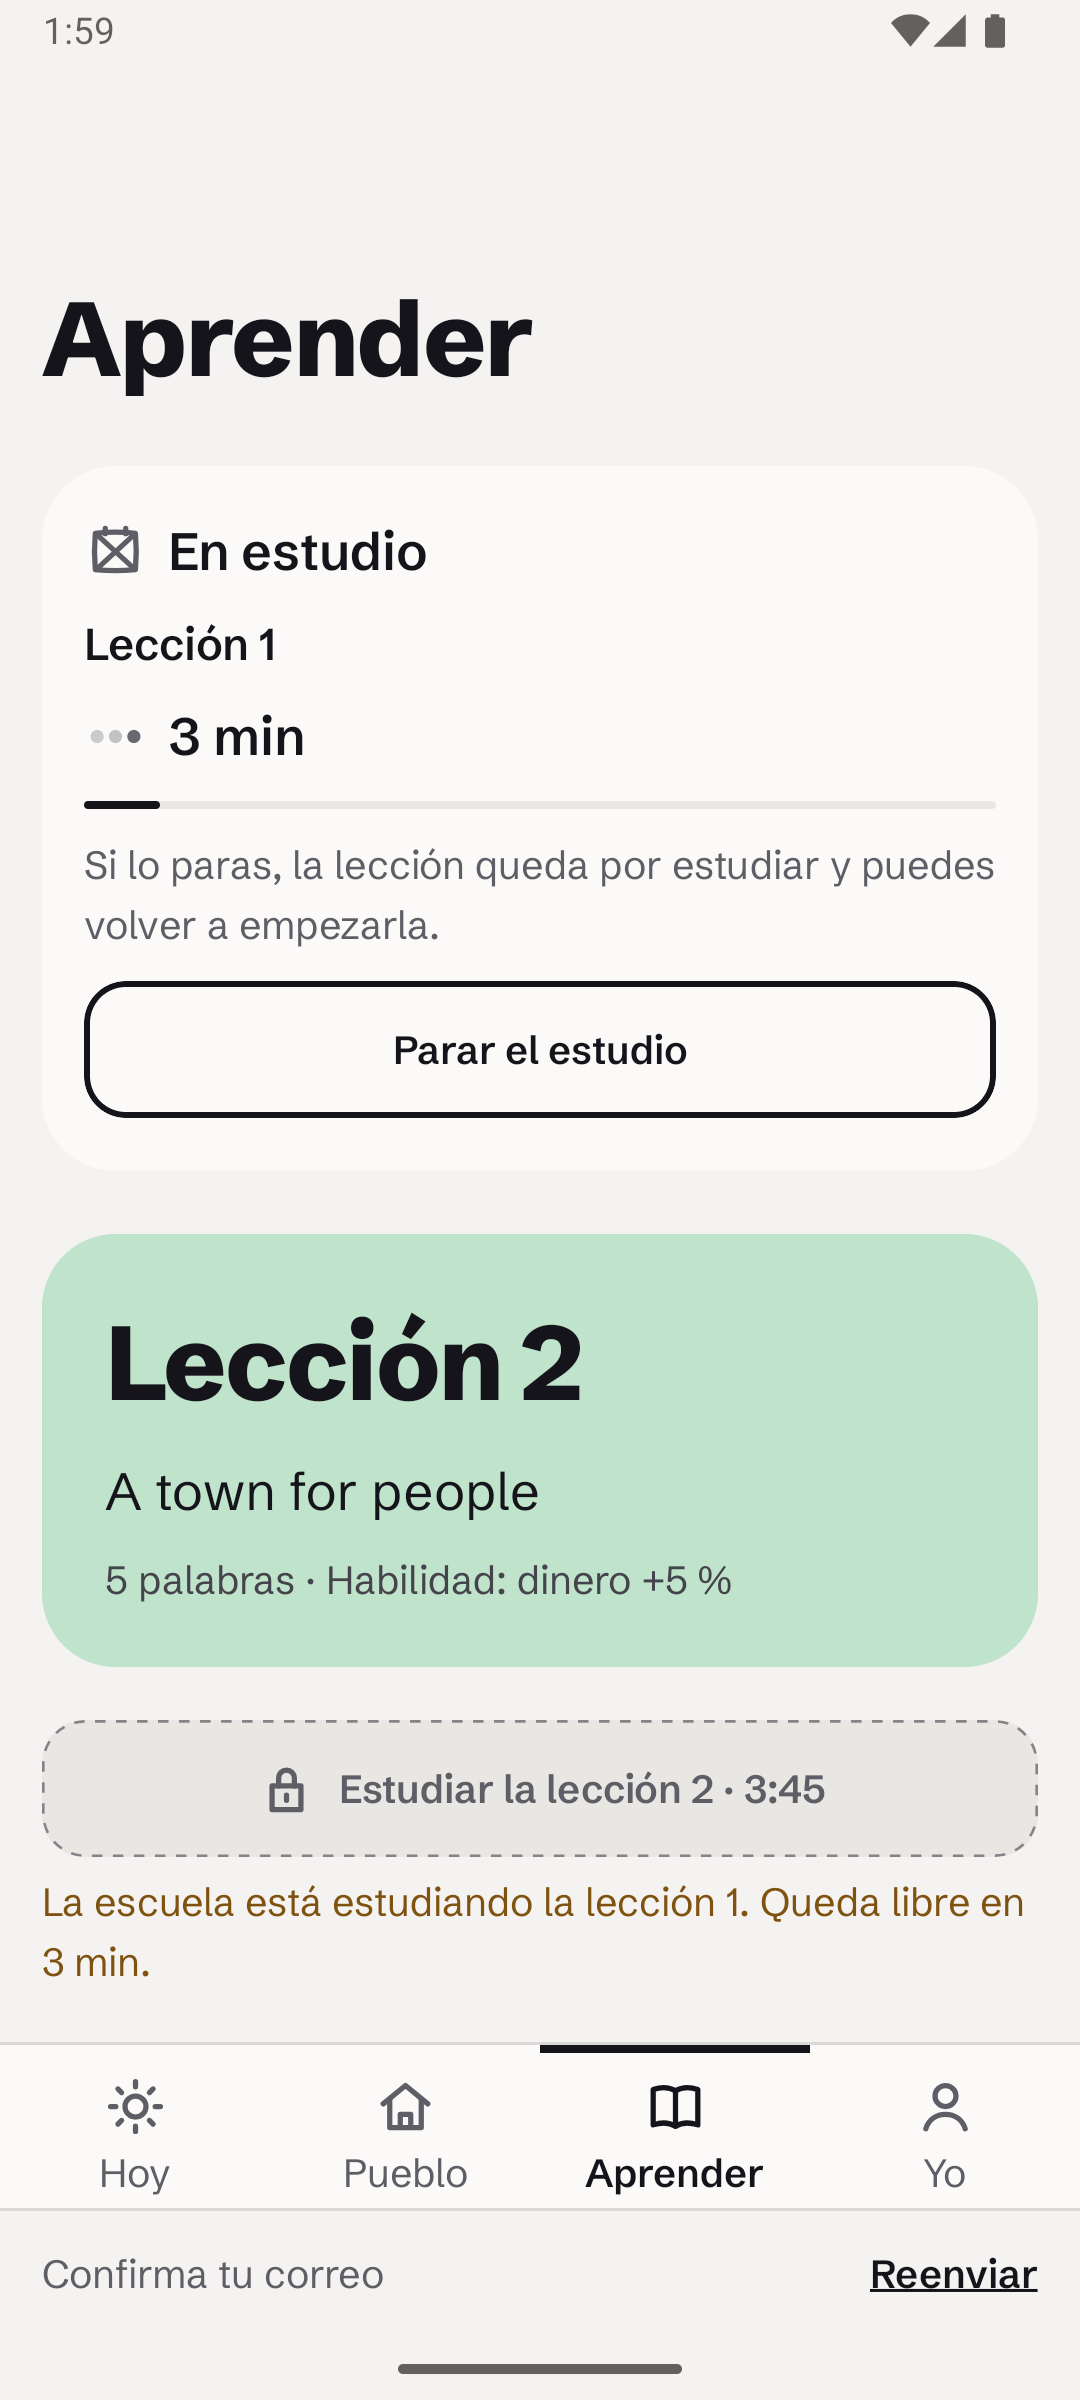 1:59
Aprender
En estudio
Lección 1
3 min
Si lo paras, la lección queda por estudiar y puedes
volver a empezarla.
Parar el estudio
Lección 2
A town for people
5 palabras · Habilidad: dinero +5 %
Estudiar la lección 2 · 3:45
La escuela está estudiando la lección 1. Queda libre en
3 min.
Hoy
Pueblo
Aprender
Yo
Confirma tu correo
Reenviar